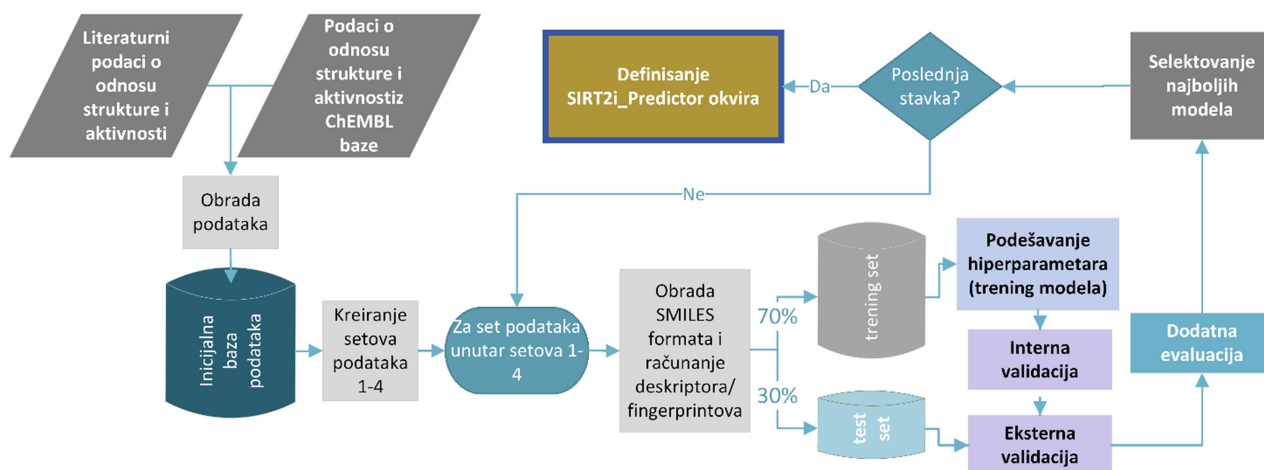 Literaturni
podaci o
odnosu
strukture i
aktivnosti
Podaci o
odnosu
strukture i
aktivnostiz
ChEMBL
baze
Definisanje
SIRT2i_Predictor okvira
Da
Poslednja
stavka?
Selektovanje
najboljih
modela
Obrada
podataka
Ne
Inicijalna
baza
podataka
Kreiranje
setova
podataka
1-4
Za set podataka
unutar setova 1-
4
Obrada
SMILES
formata i
računanje
deskriptora/
fingerprintova
70%
30%
trening set
test
set
Podešavanje
hiperparametara
(trening modela)
Interna
validacija
Eksterna
validacija
Dodatna
evaluacija